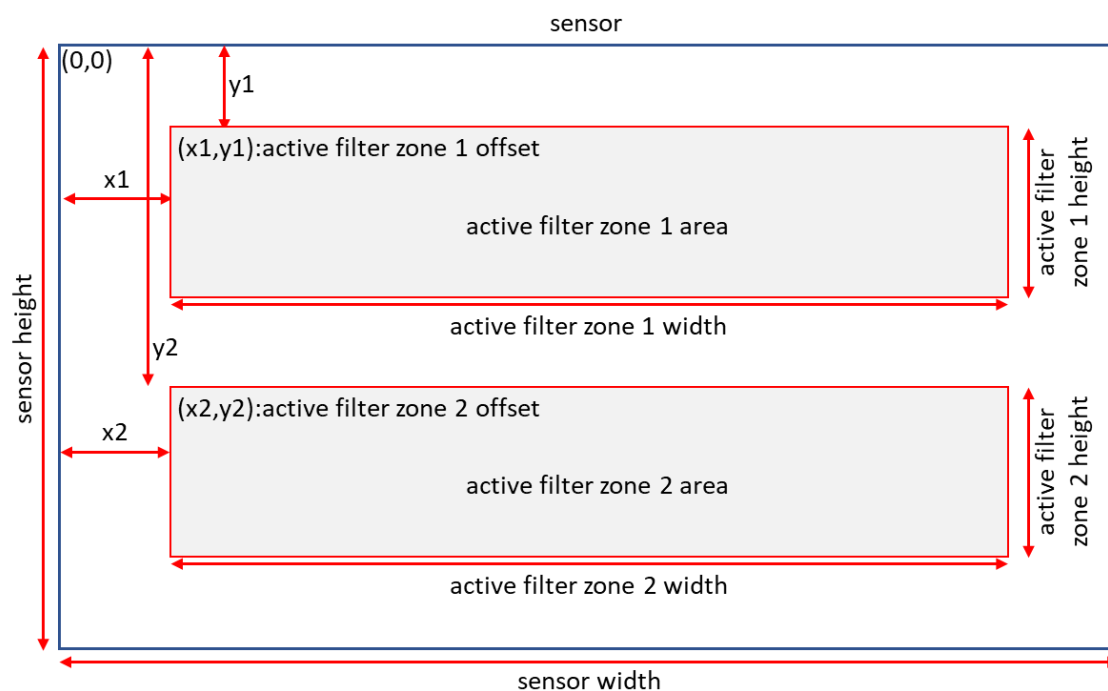 sensor
(0,0)
y1
(x1,y1):active filter zone 1 offset
x1
active filter zone 1 area
active filter
zone 1 height
active filter zone 1 width
sensor height
y2
(x2,y2):active filter zone 2 offset
x2
active filter zone 2 area
active filter
zone 2 height
active filter zone 2 width
sensor width